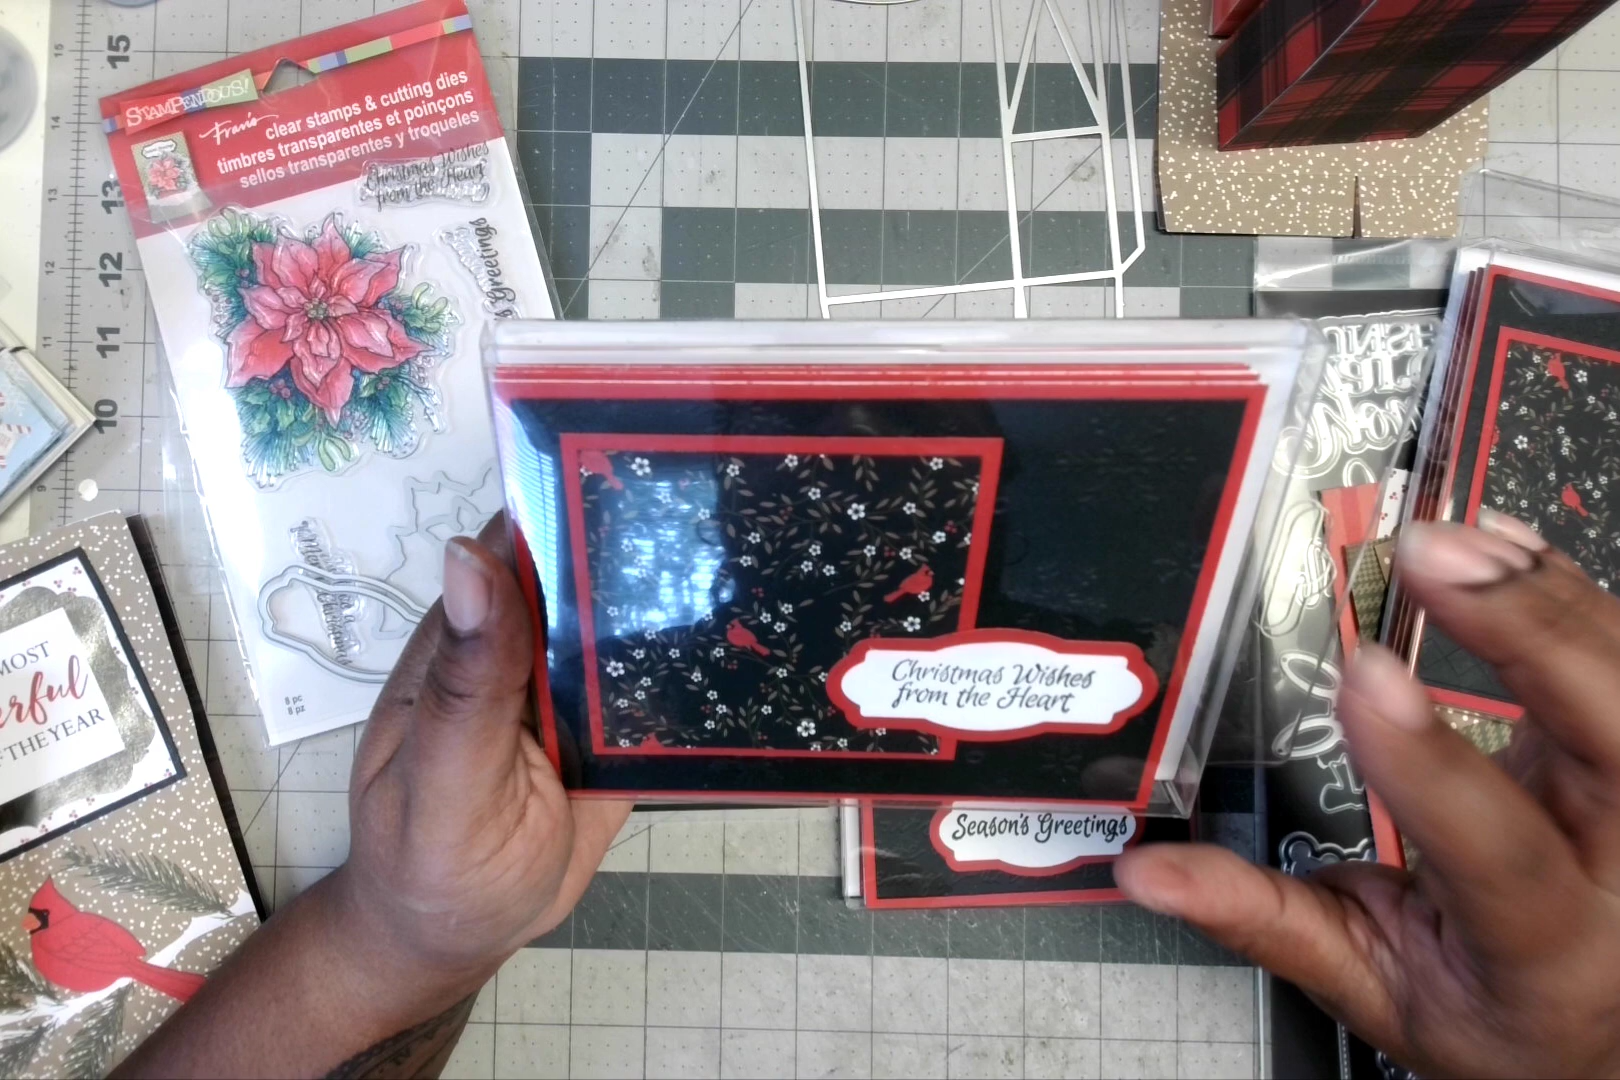 STAMPENDOUS!
Fran's
clear stamps & cutting dies
timbres transparentes et poinçons
sellos transparentes y troqueles
Christmas Wishes
from the Heart
Greetings
8 pc
8 pz
Christmas Wishes
from the Heart
Season's Greetings
MOST
erful
THE YEAR
15
14
13
12
11
10
9